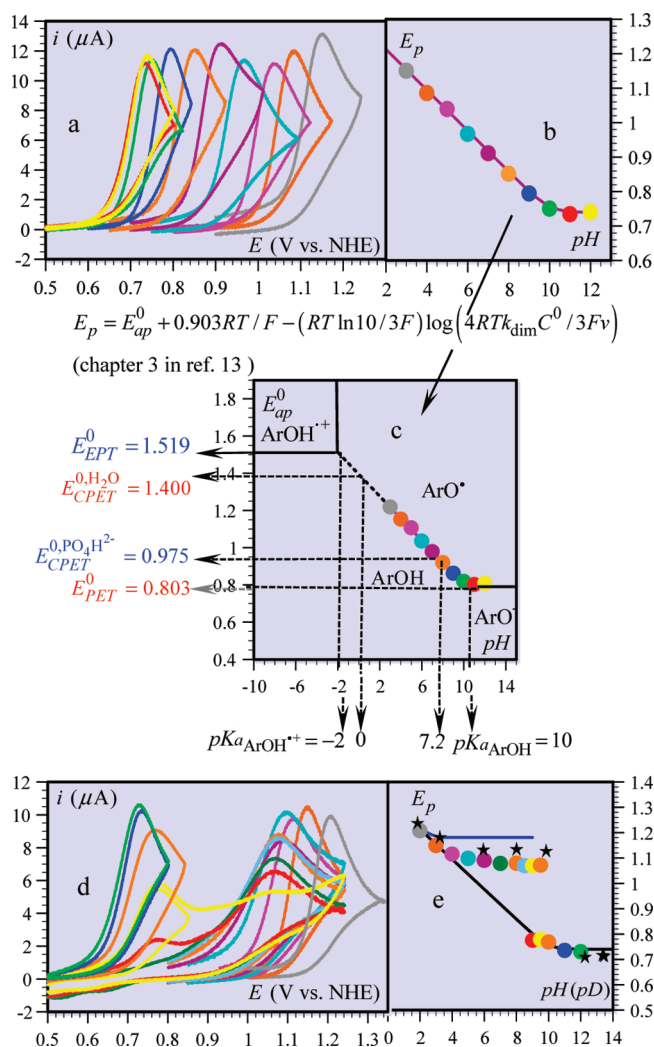 14
12
10
8
6
4
2
0
-2
i (μA)
a
E (V vs. NHE)
0.5 0.6 0.7 0.8 0.9 1 1.1 1.2
E_p
b
pH
1.3
1.2
1.1
1
0.9
0.8
0.7
0.6
2 4 6 8 10 12
E_p = E^0_ap + 0.903RT / F − (RT ln10 / 3F) log (4RTk_dim C^0 / 3Fv)
(chapter 3 in ref. 13 )
1.8
1.6
1.4
1.2
1
0.8
0.6
0.4
E^0_ap
ArOH^•+
c
ArO^•
ArOH
ArO^-
pH
E^0_EPT = 1.519
E^0,H2O_CPET = 1.400
E^0,PO4H^2-_CPET = 0.975
E^0_PET = 0.803
-10 -6 -2 2 6 10 14
pKa_ArOH^•+ = −2 0 7.2 pKa_ArOH = 10
12
10
8
6
4
2
0
-2
i (μA)
d
E (V vs. NHE)
0.5 0.6 0.7 0.8 0.9 1 1.1 1.2 1.3
E_p
e
pH (pD)
1.4
1.3
1.2
1.1
1
0.9
0.8
0.7
0.6
0.5
0 2 4 6 8 10 12 14